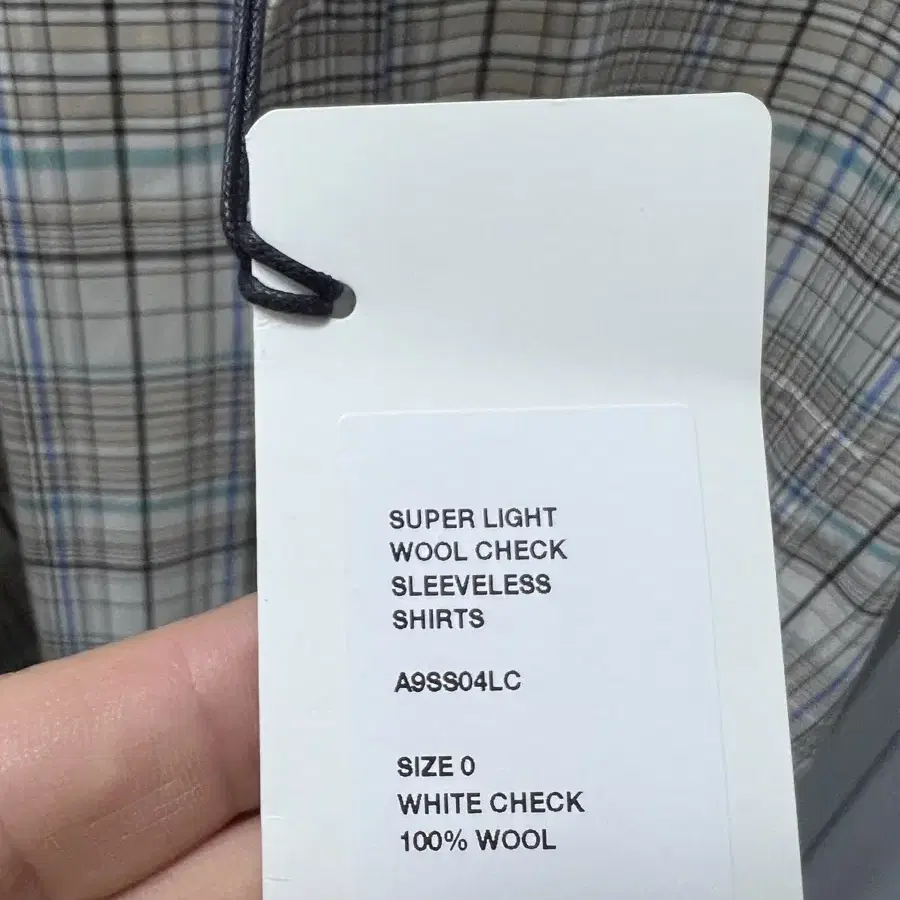 SUPER LIGHT
WOOL CHECK
SLEEVELESS
SHIRTS
A9SS04LC
SIZE 0
WHITE CHECK
100% WOOL